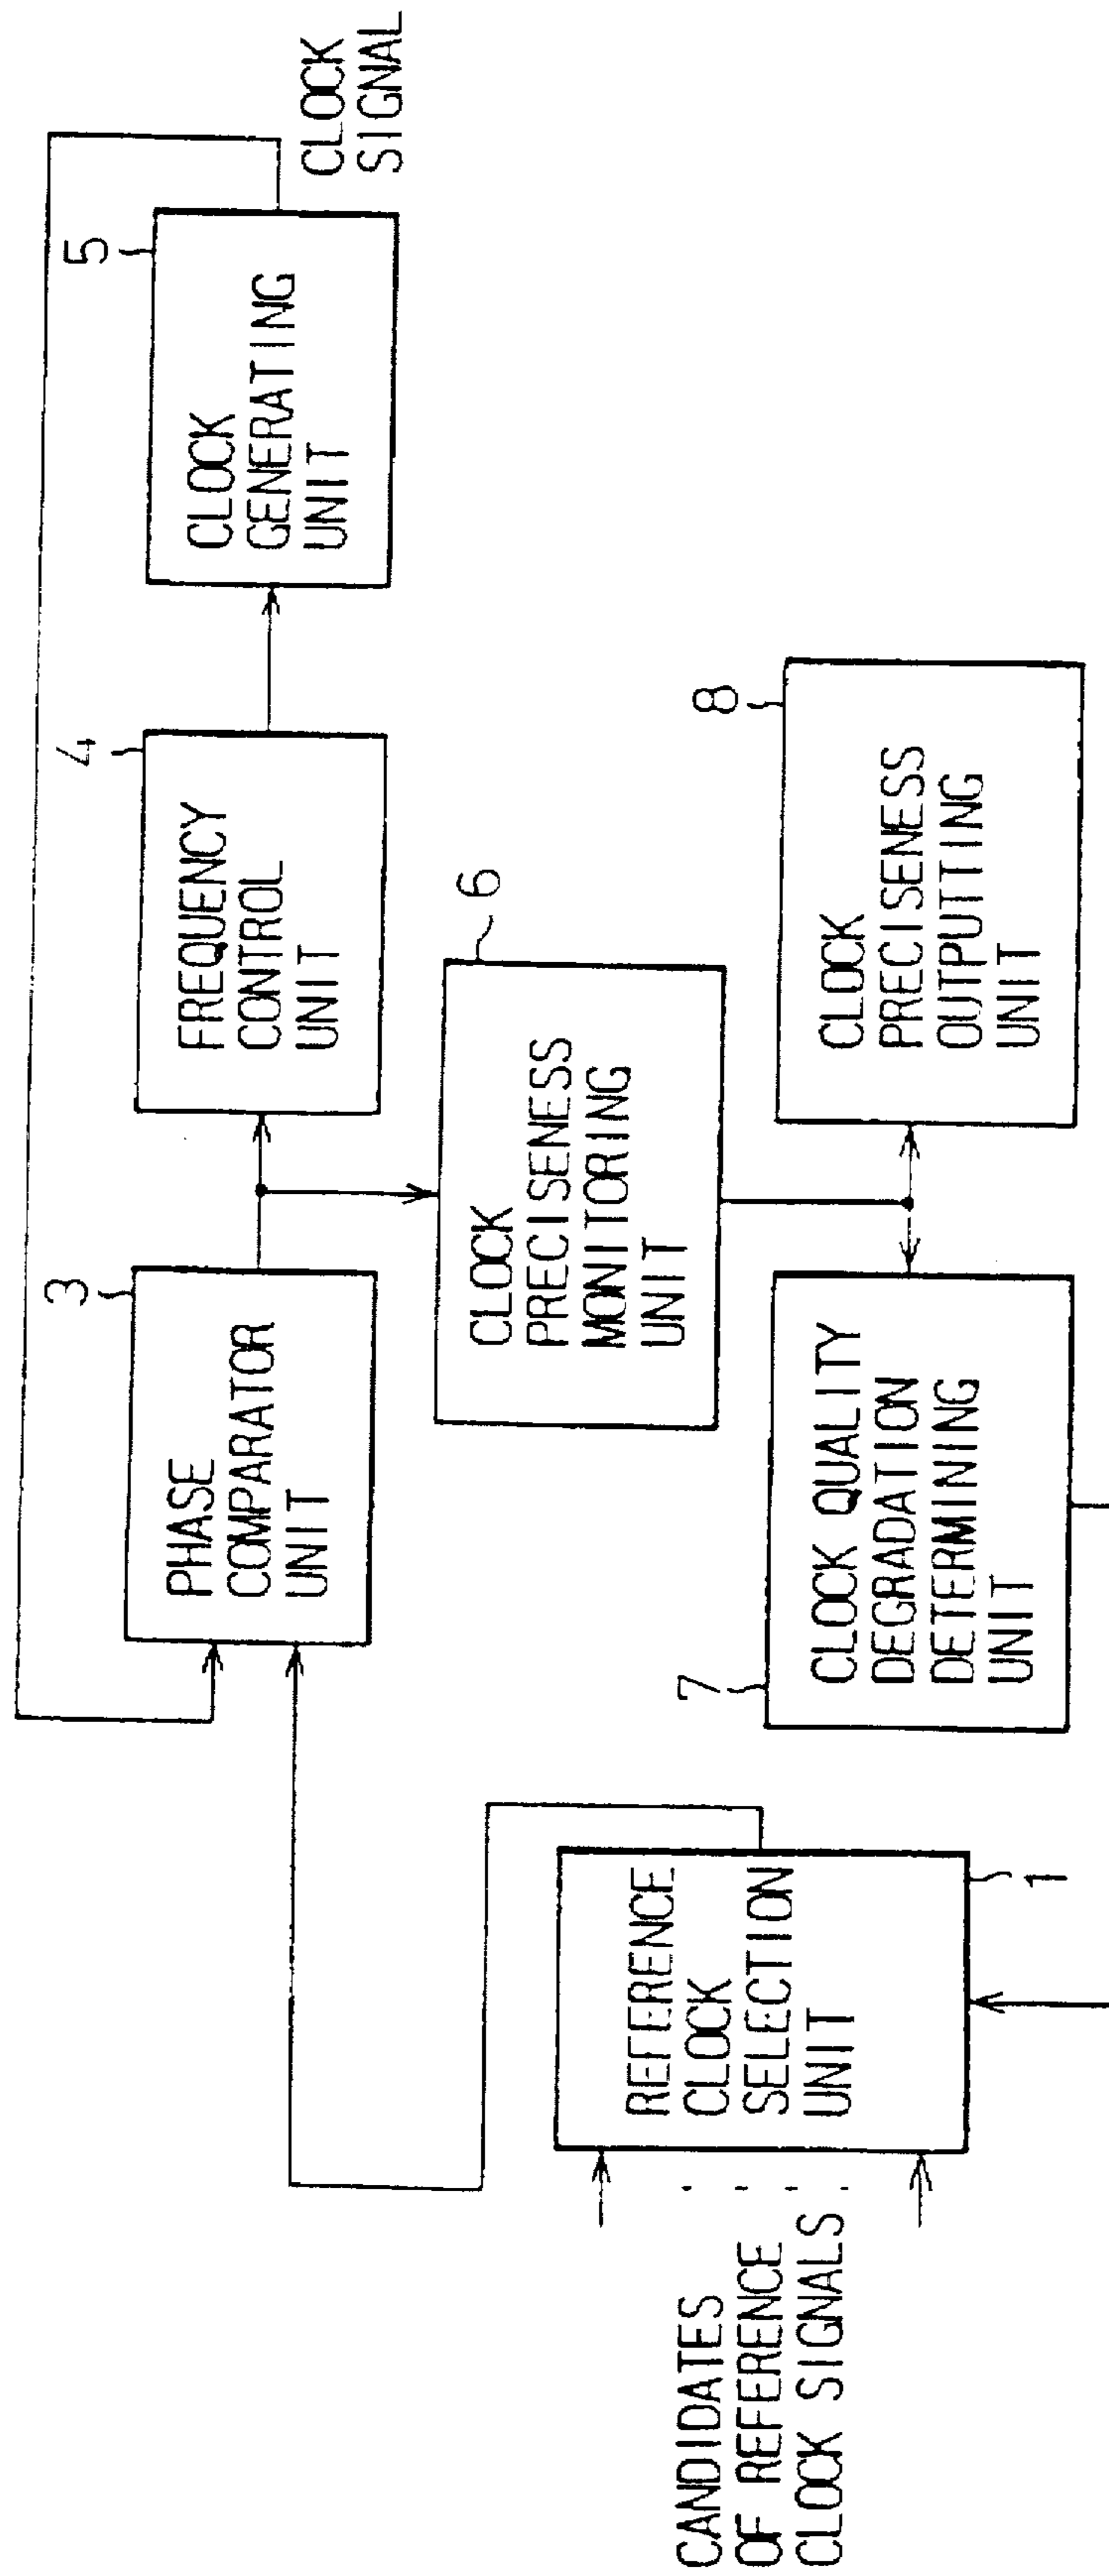 CANDIDATES
OF REFERENCE
CLOCK SIGNALS
REFERENCE
CLOCK
SELECTION
UNIT
1
3
PHASE
COMPARATOR
UNIT
4
FREQUENCY
CONTROL
UNIT
5
CLOCK
GENERATING
UNIT
CLOCK
SIGNAL
6
CLOCK
PRECISENESS
MONITORING
UNIT
7
CLOCK QUALITY
DEGRADATION
DETERMINING
UNIT
8
CLOCK
PRECISENESS
OUTPUTTING
UNIT